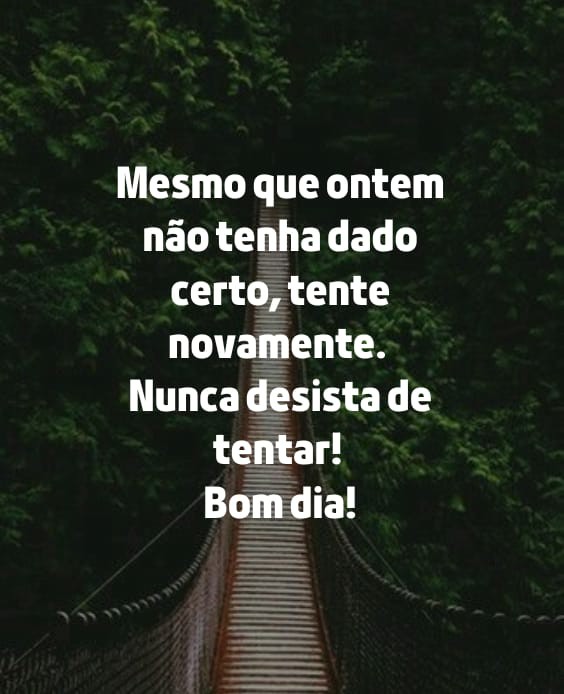 Mesmo que ontem
não tenha dado
certo, tente
novamente.
Nunca desista de
tentar!
Bom dia!